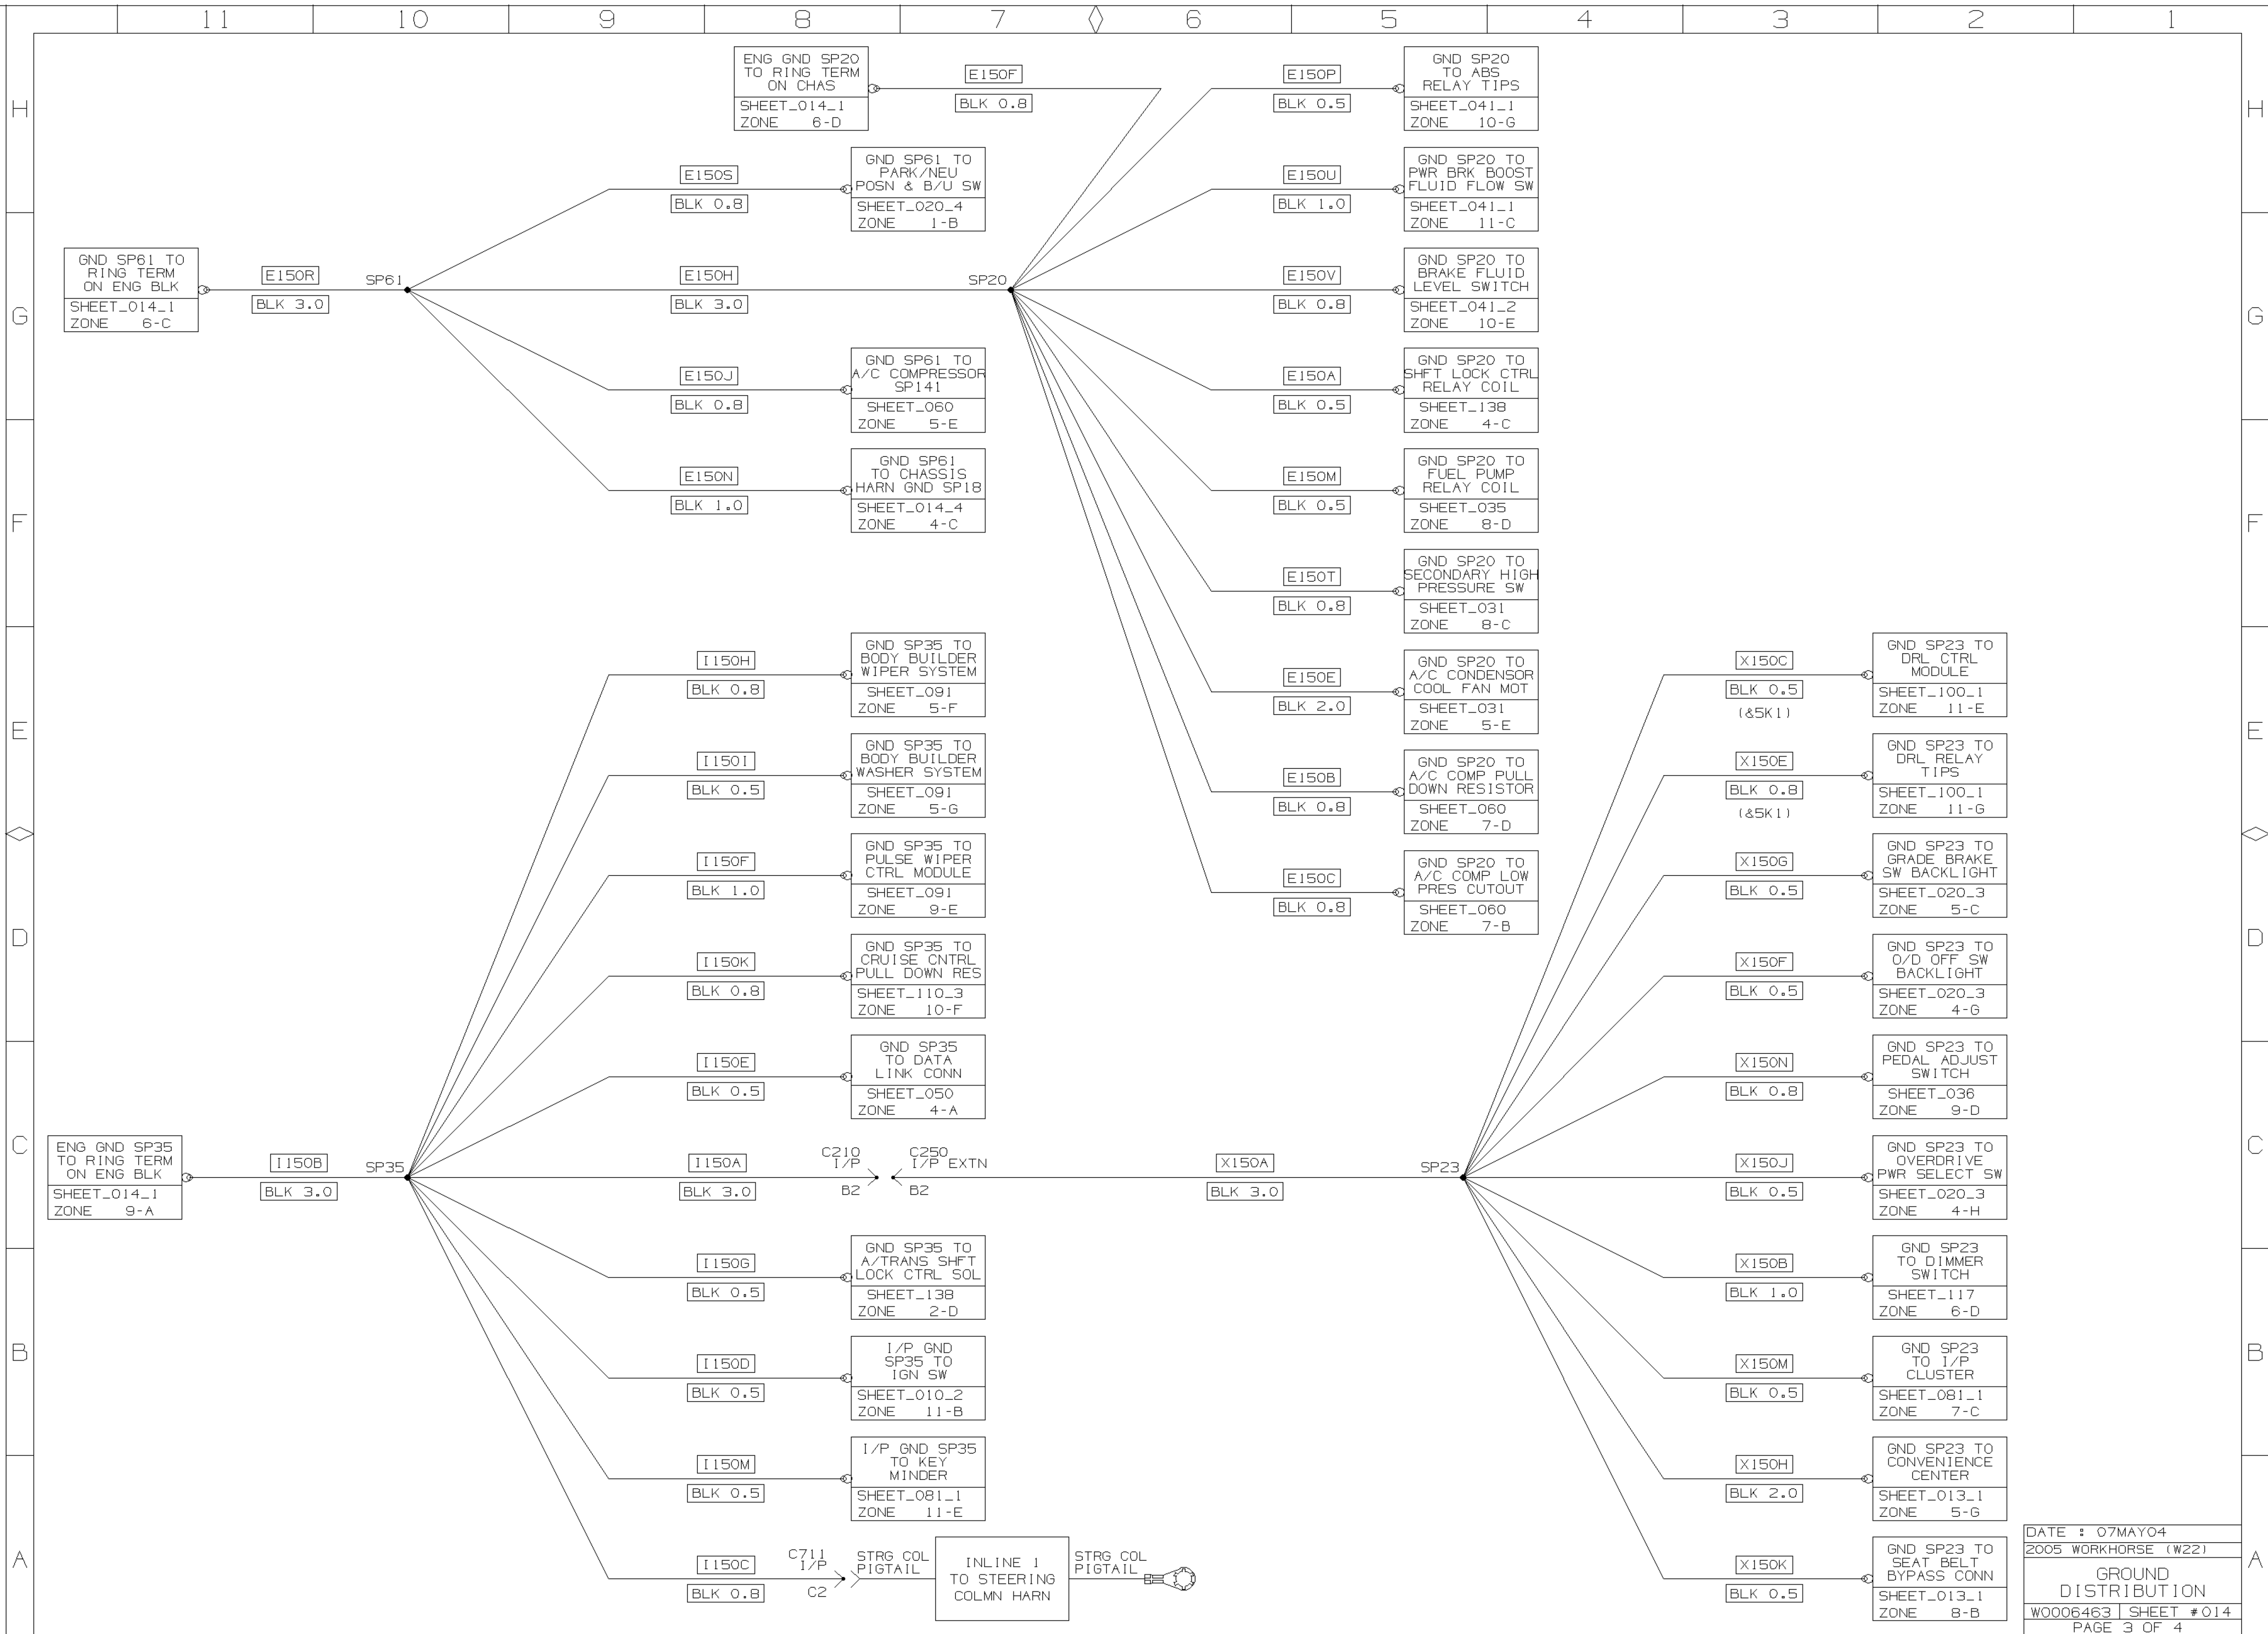 11 10 9 8 7 6 5 4 3 2 1
H
G
F
E
D
C
B
A
H
G
F
E
D
C
B
A
ENG GND SP20
TO RING TERM
ON CHAS
SHEET_014_1
ZONE 6-D
E150F
BLK 0.8
GND SP61 TO
RING TERM
ON ENG BLK
SHEET_014_1
ZONE 6-C
E150R
BLK 3.0
SP61
E150S
BLK 0.8
GND SP61 TO
PARK/NEU
POSN & B/U SW
SHEET_020_4
ZONE 1-B
E150H
BLK 3.0
SP20
E150J
BLK 0.8
GND SP61 TO
A/C COMPRESSOR
SP141
SHEET_060
ZONE 5-E
E150N
BLK 1.0
GND SP61
TO CHASSIS
HARN GND SP18
SHEET_014_4
ZONE 4-C
E150P
BLK 0.5
GND SP20
TO ABS
RELAY TIPS
SHEET_041_1
ZONE 10-G
E150U
BLK 1.0
GND SP20 TO
PWR BRK BOOST
FLUID FLOW SW
SHEET_041_1
ZONE 11-C
E150V
BLK 0.8
GND SP20 TO
BRAKE FLUID
LEVEL SWITCH
SHEET_041_2
ZONE 10-E
E150A
BLK 0.5
GND SP20 TO
SHFT LOCK CTRL
RELAY COIL
SHEET_138
ZONE 4-C
E150M
BLK 0.5
GND SP20 TO
FUEL PUMP
RELAY COIL
SHEET_035
ZONE 8-D
E150T
BLK 0.8
GND SP20 TO
SECONDARY HIGH
PRESSURE SW
SHEET_031
ZONE 8-C
E150E
BLK 2.0
GND SP20 TO
A/C CONDENSOR
COOL FAN MOT
SHEET_031
ZONE 5-E
E150B
BLK 0.8
GND SP20 TO
A/C COMP PULL
DOWN RESISTOR
SHEET_060
ZONE 7-D
E150C
BLK 0.8
GND SP20 TO
A/C COMP LOW
PRES CUTOUT
SHEET_060
ZONE 7-B
ENG GND SP35
TO RING TERM
ON ENG BLK
SHEET_014_1
ZONE 9-A
I150B
BLK 3.0
SP35
I150H
BLK 0.8
GND SP35 TO
BODY BUILDER
WIPER SYSTEM
SHEET_091
ZONE 5-F
I150I
BLK 0.5
GND SP35 TO
BODY BUILDER
WASHER SYSTEM
SHEET_091
ZONE 5-G
I150F
BLK 1.0
GND SP35 TO
PULSE WIPER
CTRL MODULE
SHEET_091
ZONE 9-E
I150K
BLK 0.8
GND SP35 TO
CRUISE CNTRL
PULL DOWN RES
SHEET_110_3
ZONE 10-F
I150E
BLK 0.5
GND SP35
TO DATA
LINK CONN
SHEET_050
ZONE 4-A
I150A
BLK 3.0
C210
I/P
B2
C250
I/P EXTN
B2
X150A
BLK 3.0
SP23
I150G
BLK 0.5
GND SP35 TO
A/TRANS SHFT
LOCK CTRL SOL
SHEET_138
ZONE 2-D
I150D
BLK 0.5
I/P GND
SP35 TO
IGN SW
SHEET_010_2
ZONE 11-B
I150M
BLK 0.5
I/P GND SP35
TO KEY
MINDER
SHEET_081_1
ZONE 11-E
I150C
BLK 0.8
C711
I/P
C2
STRG COL
PIGTAIL
INLINE 1
TO STEERING
COLMN HARN
STRG COL
PIGTAIL
X150C
BLK 0.5
(&5K1)
GND SP23 TO
DRL CTRL
MODULE
SHEET_100_1
ZONE 11-E
X150E
BLK 0.8
(&5K1)
GND SP23 TO
DRL RELAY
TIPS
SHEET_100_1
ZONE 11-G
X150G
BLK 0.5
GND SP23 TO
GRADE BRAKE
SW BACKLIGHT
SHEET_020_3
ZONE 5-C
X150F
BLK 0.5
GND SP23 TO
O/D OFF SW
BACKLIGHT
SHEET_020_3
ZONE 4-G
X150N
BLK 0.8
GND SP23 TO
PEDAL ADJUST
SWITCH
SHEET_036
ZONE 9-D
X150J
BLK 0.5
GND SP23 TO
OVERDRIVE
PWR SELECT SW
SHEET_020_3
ZONE 4-H
X150B
BLK 1.0
GND SP23
TO DIMMER
SWITCH
SHEET_117
ZONE 6-D
X150M
BLK 0.5
GND SP23
TO I/P
CLUSTER
SHEET_081_1
ZONE 7-C
X150H
BLK 2.0
GND SP23 TO
CONVENIENCE
CENTER
SHEET_013_1
ZONE 5-G
X150K
BLK 0.5
GND SP23 TO
SEAT BELT
BYPASS CONN
SHEET_013_1
ZONE 8-B
DATE : 07MAY04
2005 WORKHORSE (W22)
GROUND
DISTRIBUTION
W0006463 SHEET #014
PAGE 3 OF 4